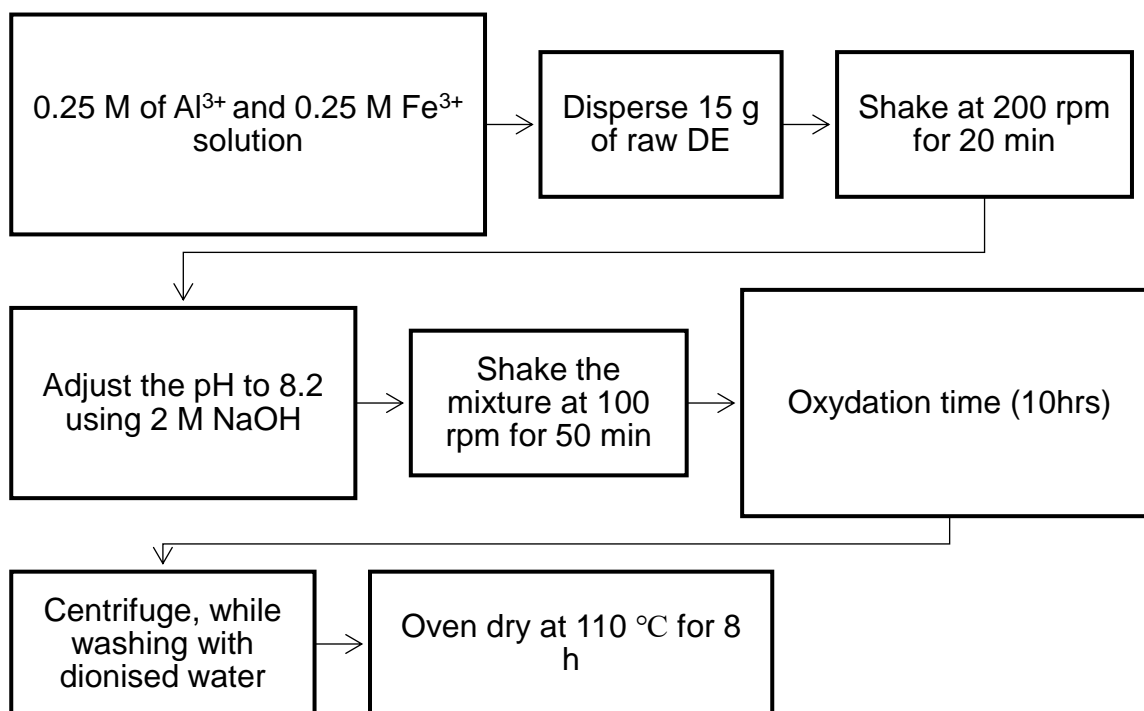 0.25 M of Al³⁺ and 0.25 M Fe³⁺
solution
Disperse 15 g
of raw DE
Shake at 200 rpm
for 20 min
Adjust the pH to 8.2
using 2 M NaOH
Shake the
mixture at 100
rpm for 50 min
Oxydation time (10hrs)
Centrifuge, while
washing with
dionised water
Oven dry at 110 ℃ for 8
h